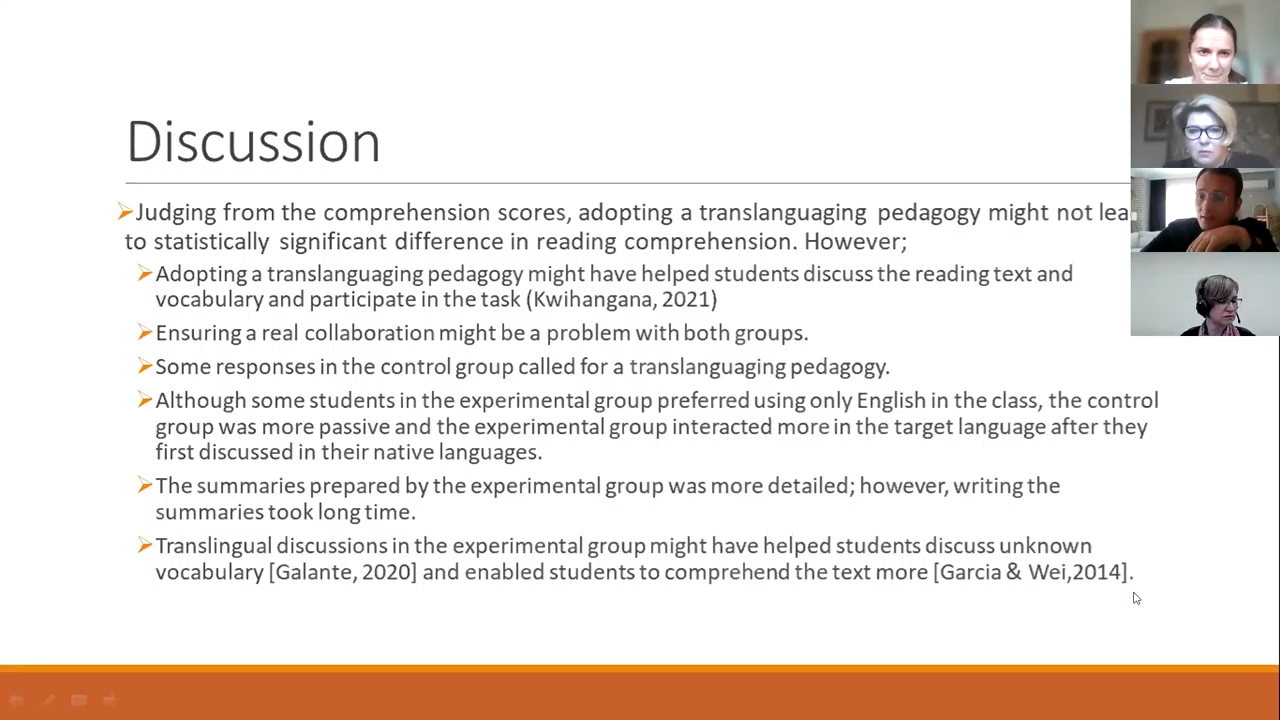 Discussion
Judging from the comprehension scores, adopting a translanguaging pedagogy might not lea
to statistically significant difference in reading comprehension. However;
Adopting a translanguaging pedagogy might have helped students discuss the reading text and
vocabulary and participate in the task (Kwihangana, 2021)
Ensuring a real collaboration might be a problem with both groups.
Some responses in the control group called for a translanguaging pedagogy.
Although some students in the experimental group preferred using only English in the class, the control
group was more passive and the experimental group interacted more in the target language after they
first discussed in their native languages.
The summaries prepared by the experimental group was more detailed; however, writing the
summaries took long time.
Translingual discussions in the experimental group might have helped students discuss unknown
vocabulary [Galante, 2020] and enabled students to comprehend the text more [Garcia & Wei,2014].